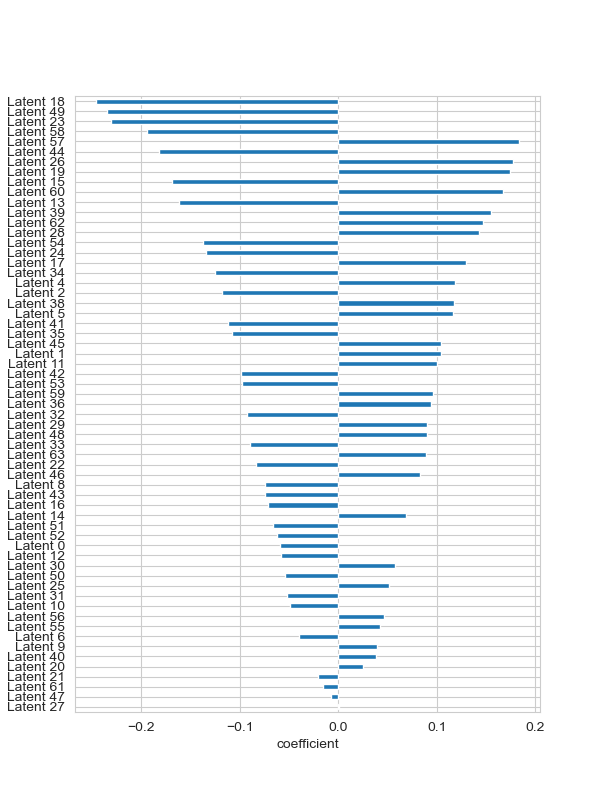 Latent 18
Latent 49
Latent 23
Latent 58
Latent 57
Latent 44
Latent 26
Latent 19
Latent 15
Latent 60
Latent 13
Latent 39
Latent 62
Latent 28
Latent 54
Latent 24
Latent 17
Latent 34
Latent 4
Latent 2
Latent 38
Latent 5
Latent 41
Latent 35
Latent 45
Latent 1
Latent 11
Latent 42
Latent 53
Latent 59
Latent 36
Latent 32
Latent 29
Latent 48
Latent 33
Latent 63
Latent 22
Latent 46
Latent 8
Latent 43
Latent 16
Latent 14
Latent 51
Latent 52
Latent 0
Latent 12
Latent 30
Latent 50
Latent 25
Latent 31
Latent 10
Latent 56
Latent 55
Latent 6
Latent 9
Latent 40
Latent 20
Latent 21
Latent 61
Latent 47
Latent 27
−0.2 −0.1 0.0 0.1 0.2
coefficient